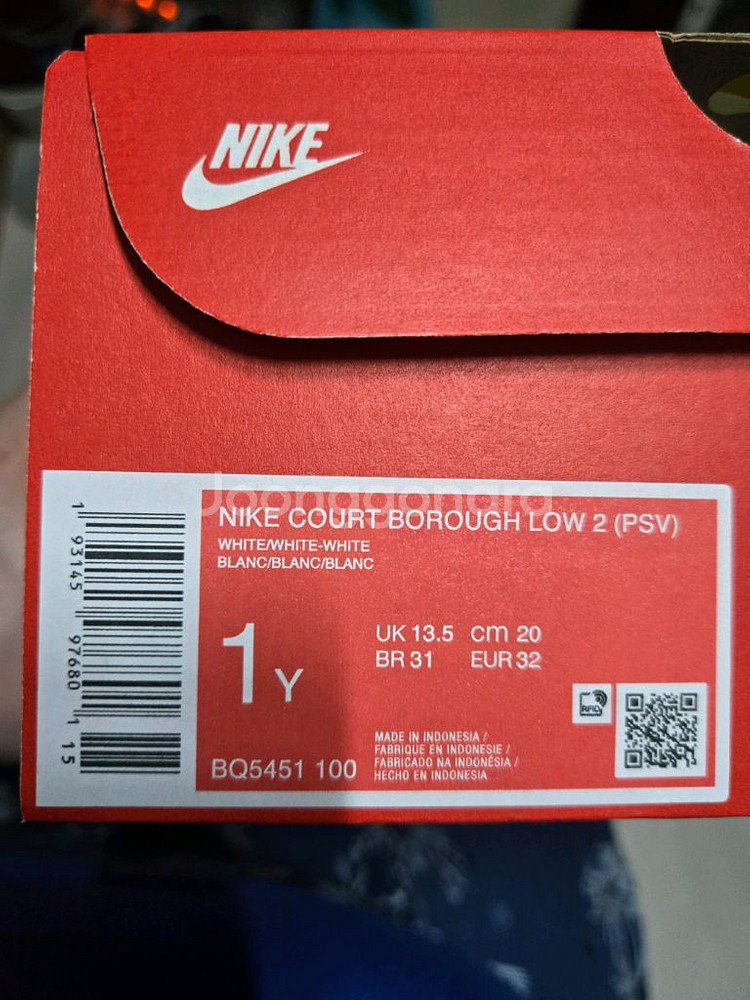 NIKE
Joonggonara
NIKE COURT BOROUGH LOW 2 (PSV)
WHITE/WHITE-WHITE
BLANC/BLANC/BLANC
1 Y
UK 13.5 cm 20
BR 31 EUR 32
RFID
BQ5451 100
MADE IN INDONESIA /
FABRIQUE EN INDONESIE /
FABRICADO NA INDONÉSIA /
HECHO EN INDONESIA
1 93145 97680 1 15